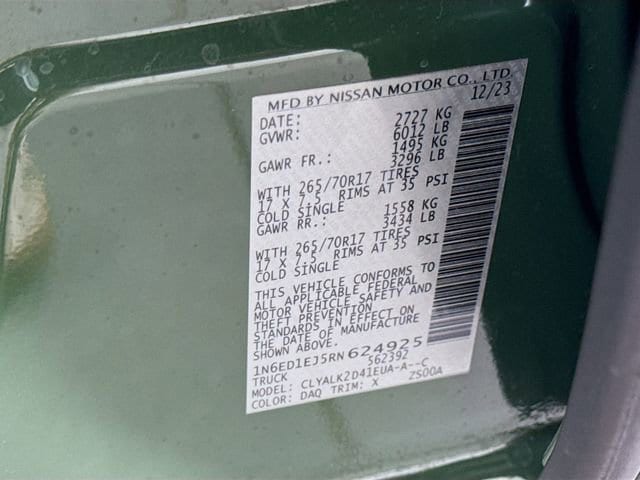 MFD BY NISSAN MOTOR CO., LTD.
DATE: 12/23
GVWR: 2727 KG
6012 LB
GAWR FR.: 1495 KG
3296 LB
WITH 265/70R17 TIRES
17 X 7.5 RIMS AT 35 PSI
COLD SINGLE
GAWR RR.: 1558 KG
3434 LB
WITH 265/70R17 TIRES
17 X 7.5 RIMS AT 35 PSI
COLD SINGLE
THIS VEHICLE CONFORMS TO
ALL APPLICABLE FEDERAL
MOTOR VEHICLE SAFETY AND
THEFT PREVENTION
STANDARDS IN EFFECT ON
THE DATE OF MANUFACTURE
SHOWN ABOVE.
1N6ED1EJ5RN624925
TRUCK 562392
MODEL: CLYALK2D41EUA-A--C
COLOR: DAQ TRIM: X ZS00A